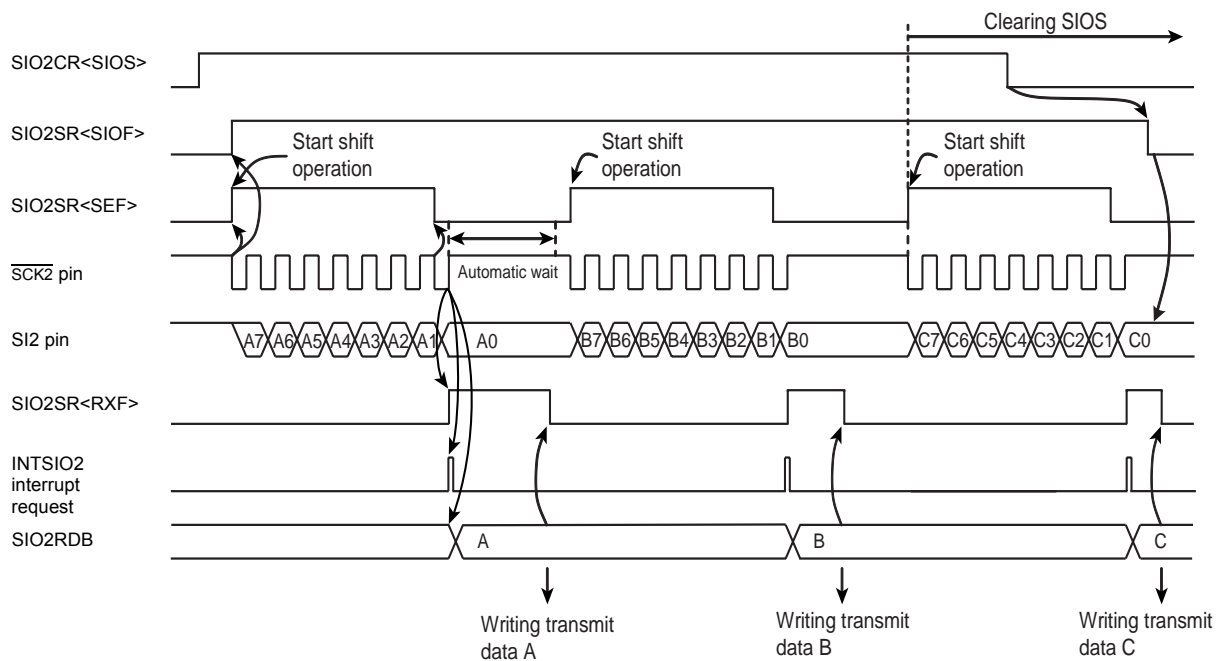 Clearing SIOS
SIO2CR<SIOS>
SIO2SR<SIOF>
Start shift
operation
Start shift
operation
Start shift
operation
SIO2SR<SEF>
SCK2 pin
Automatic wait
SI2 pin
A7 A6 A5 A4 A3 A2 A1 A0 B7 B6 B5 B4 B3 B2 B1 B0 C7 C6 C5 C4 C3 C2 C1 C0
SIO2SR<RXF>
INTSIO2
interrupt
request
SIO2RDB
A B C
Writing transmit
data A
Writing transmit
data B
Writing transmit
data C